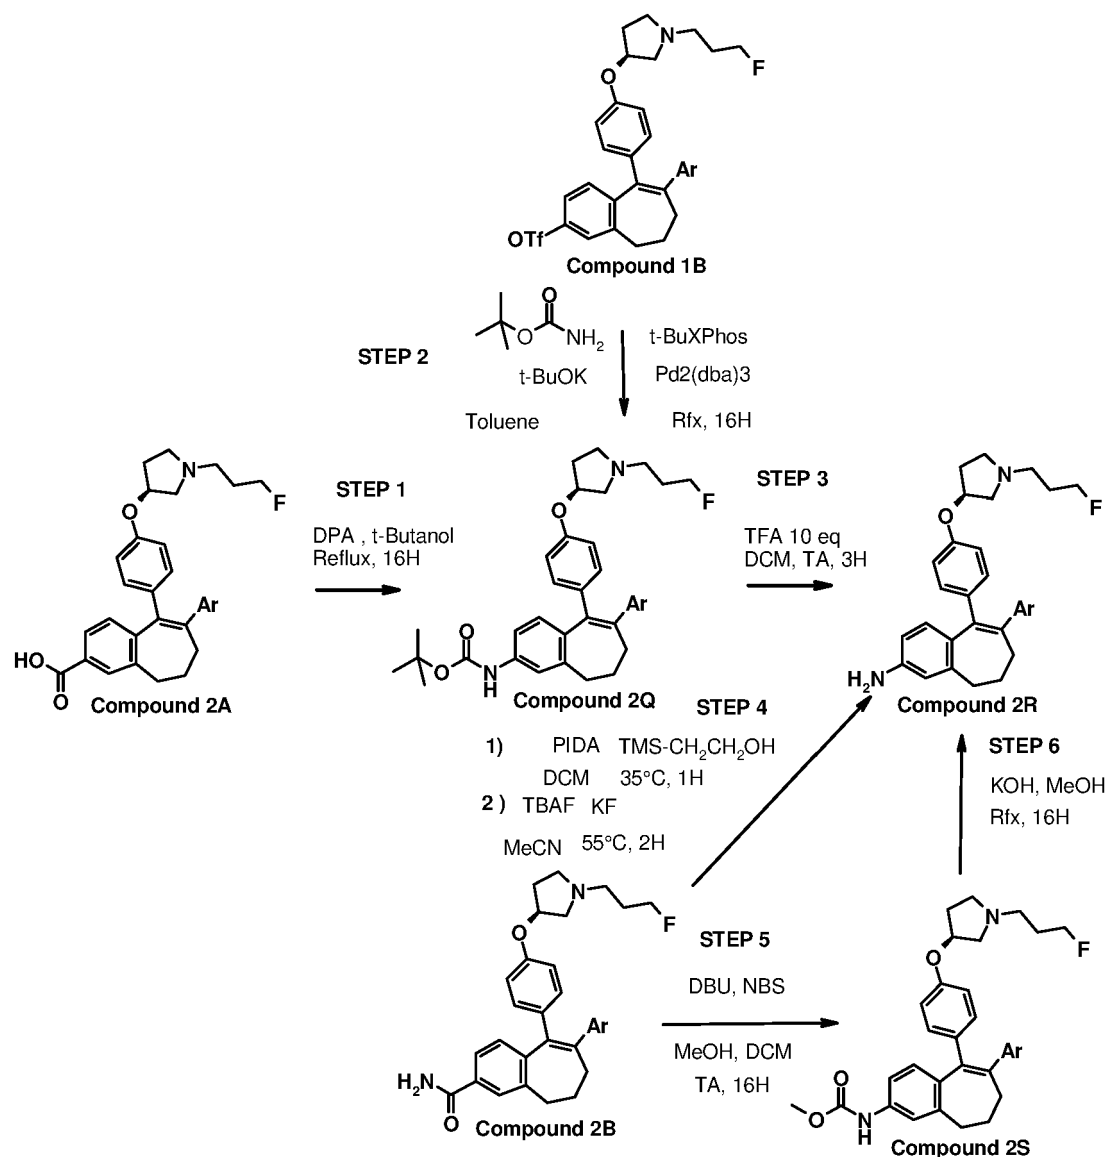 N
F
O
Ar
OTf
Compound 1B
O
O NH2
t-BuXPhos
STEP 2
t-BuOK
Pd2(dba)3
Toluene
Rfx, 16H
N
F
O
STEP 1
DPA , t-Butanol
Reflux, 16H
Ar
HO
O
Compound 2A
N
F
O
Ar
O
O N
H
Compound 2Q
STEP 3
TFA 10 eq
DCM, TA, 3H
N
F
O
Ar
H2N
Compound 2R
STEP 4
1) PIDA TMS-CH2CH2OH
DCM 35°C, 1H
2 ) TBAF KF
MeCN 55°C, 2H
STEP 6
KOH, MeOH
Rfx, 16H
N
F
O
Ar
H2N
O
Compound 2B
STEP 5
DBU, NBS
MeOH, DCM
TA, 16H
N
F
O
Ar
O
O N
H
Compound 2S